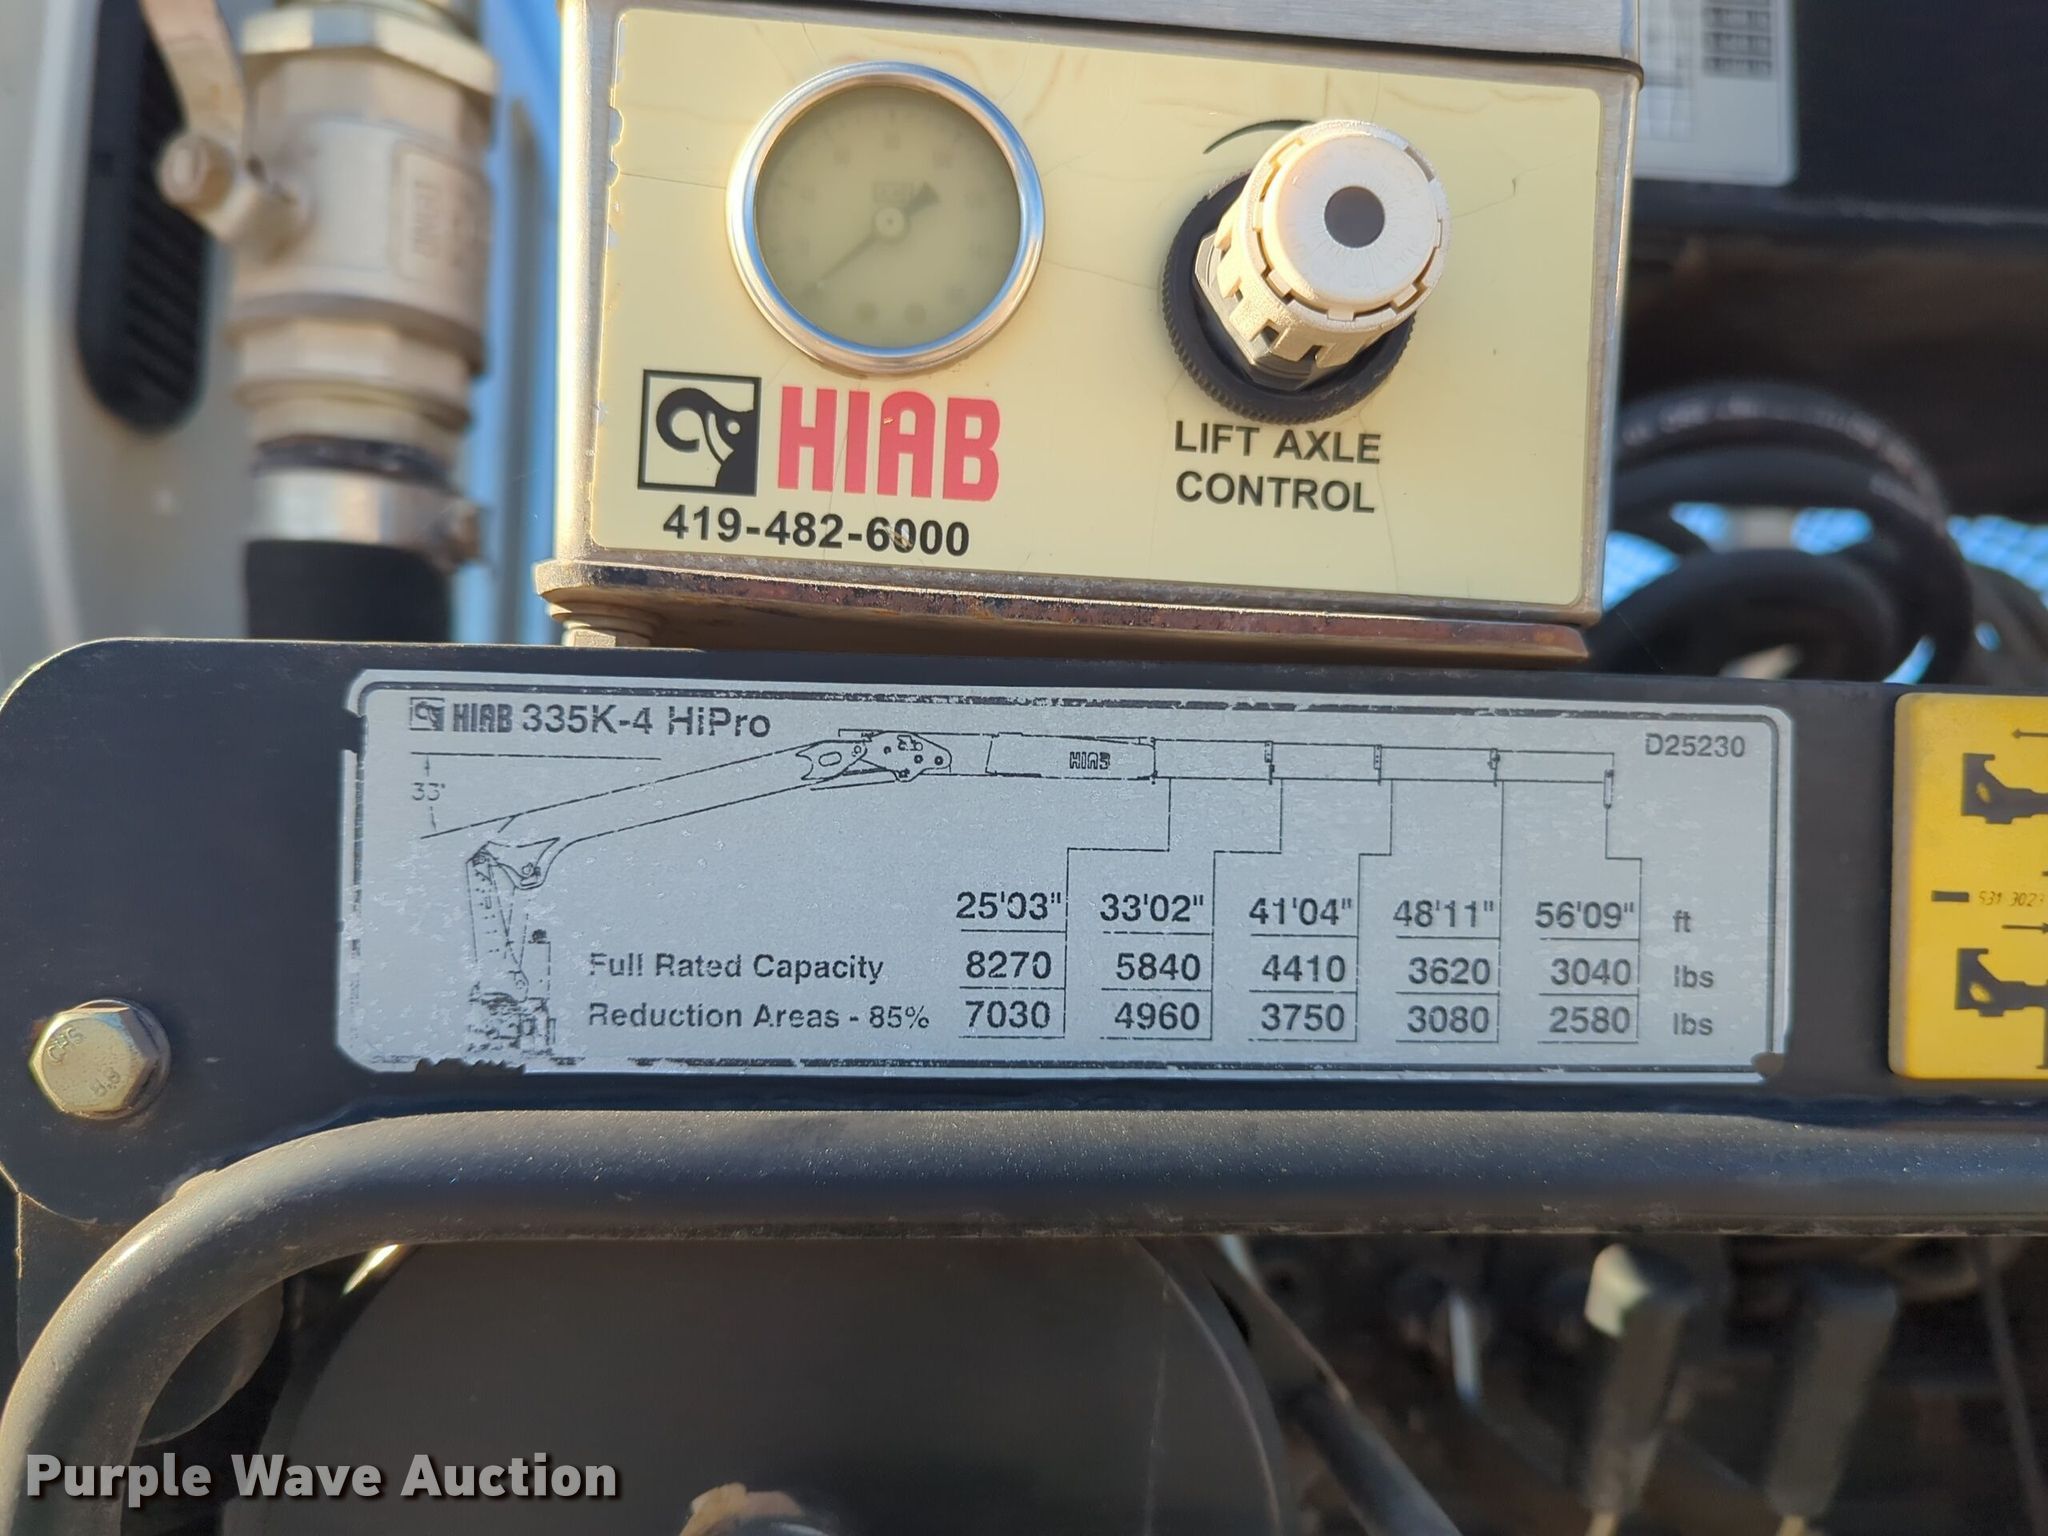 HIAB
419-482-6000
LIFT AXLE
CONTROL
HIAB 335K-4 HiPro
D25230
33°
HIAB
25'03" 33'02" 41'04" 48'11" 56'09" ft
Full Rated Capacity 8270 5840 4410 3620 3040 lbs
Reduction Areas - 85% 7030 4960 3750 3080 2580 lbs
CHS
Purple Wave Auction